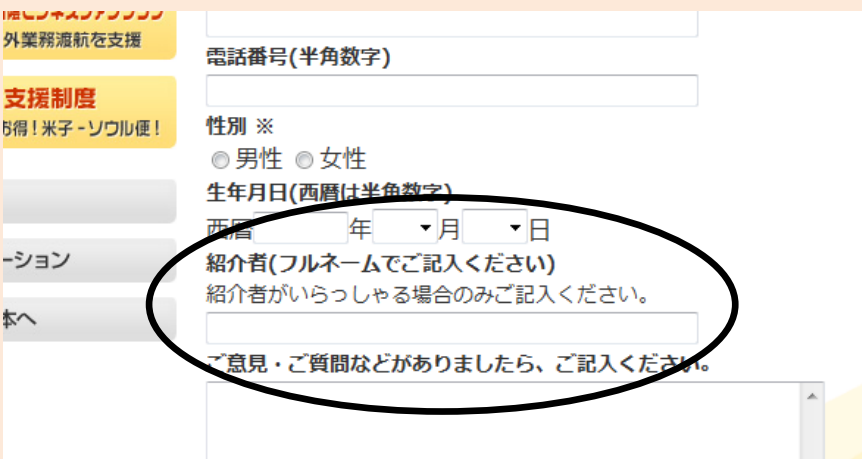 外業務渡航を支援
電話番号(半角数字)
支援制度
お得！米子-ソウル便！
性別 ※
男性 女性
生年月日(西暦は半角数字)
西暦 年 月 日
ーション
紹介者(フルネームでご記入ください)
紹介者がいらっしゃる場合のみご記入ください。
本へ
ご意見・ご質問などがありましたら、ご記入ください。